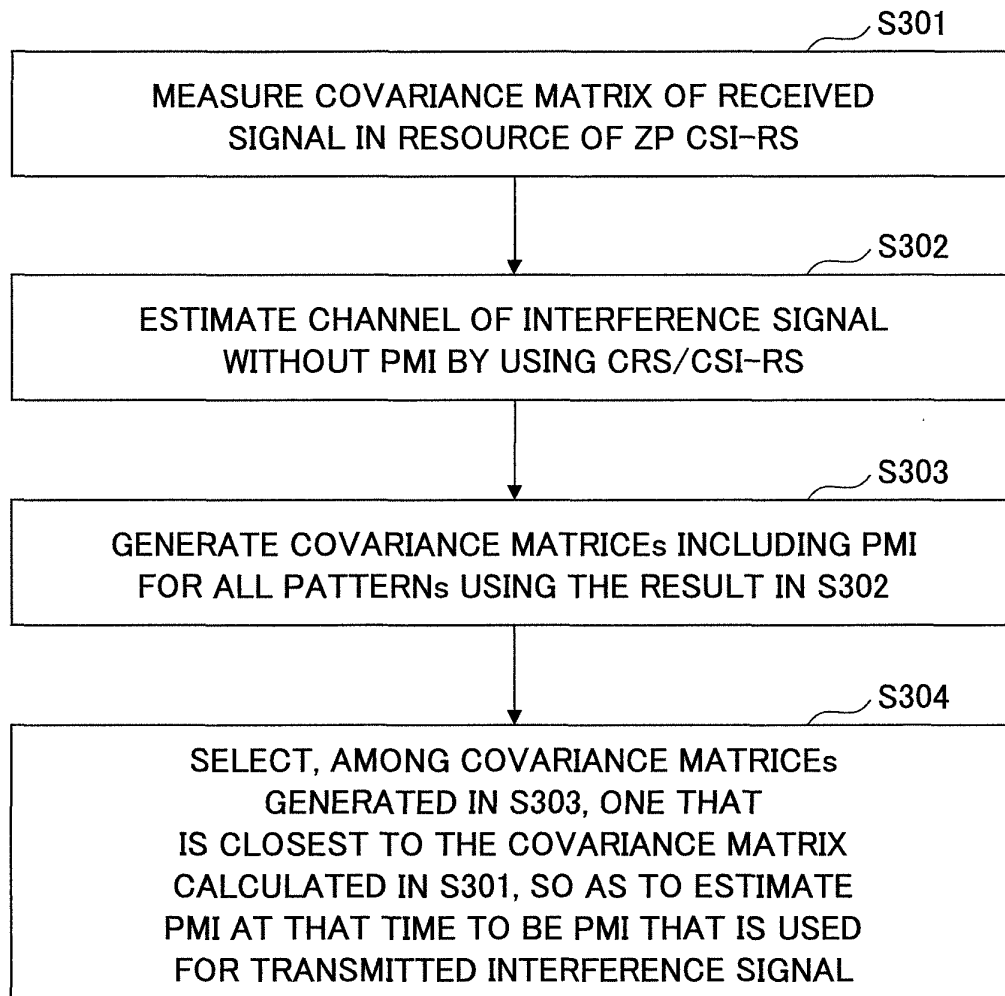 S301
MEASURE COVARIANCE MATRIX OF RECEIVED
SIGNAL IN RESOURCE OF ZP CSI-RS
S302
ESTIMATE CHANNEL OF INTERFERENCE SIGNAL
WITHOUT PMI BY USING CRS/CSI-RS
S303
GENERATE COVARIANCE MATRICEs INCLUDING PMI
FOR ALL PATTERNs USING THE RESULT IN S302
S304
SELECT, AMONG COVARIANCE MATRICEs
GENERATED IN S303, ONE THAT
IS CLOSEST TO THE COVARIANCE MATRIX
CALCULATED IN S301, SO AS TO ESTIMATE
PMI AT THAT TIME TO BE PMI THAT IS USED
FOR TRANSMITTED INTERFERENCE SIGNAL